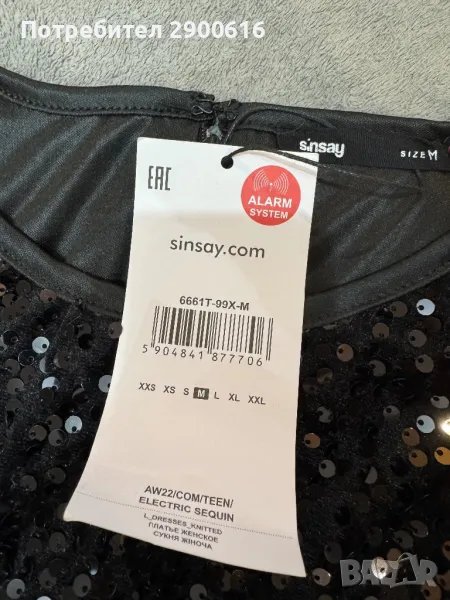 Потребител 2900616
sinsay
SIZE M
EAC
ALARM
SYSTEM
sinsay.com
6661T-99X-M
5 904841 877706
XXS XS S M L XL XXL
AW22/COM/TEEN/
ELECTRIC SEQUIN
L_DRESSES_KNITTED
ПЛАТЬЕ ЖЕНСКОЕ
СУКНЯ ЖІНОЧА
BAZAR